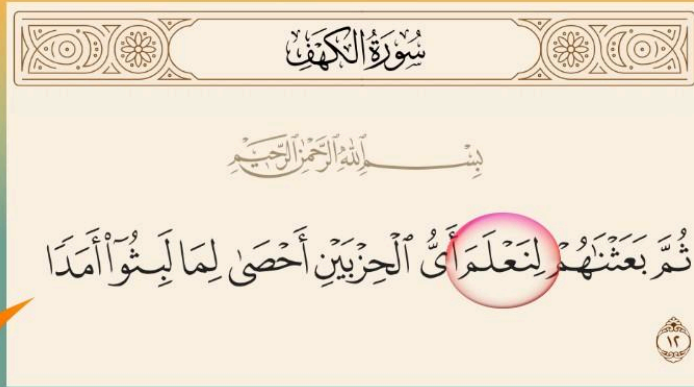 سُورَةُ الكَهْفِ
بِسْمِ ٱللَّهِ ٱلرَّحْمَٰنِ ٱلرَّحِيمِ
ثُمَّ بَعَثْنَٰهُمْ لِنَعْلَمَ أَىُّ ٱلْحِزْبَيْنِ أَحْصَىٰ لِمَا لَبِثُوٓا۟ أَمَدًا
١٢